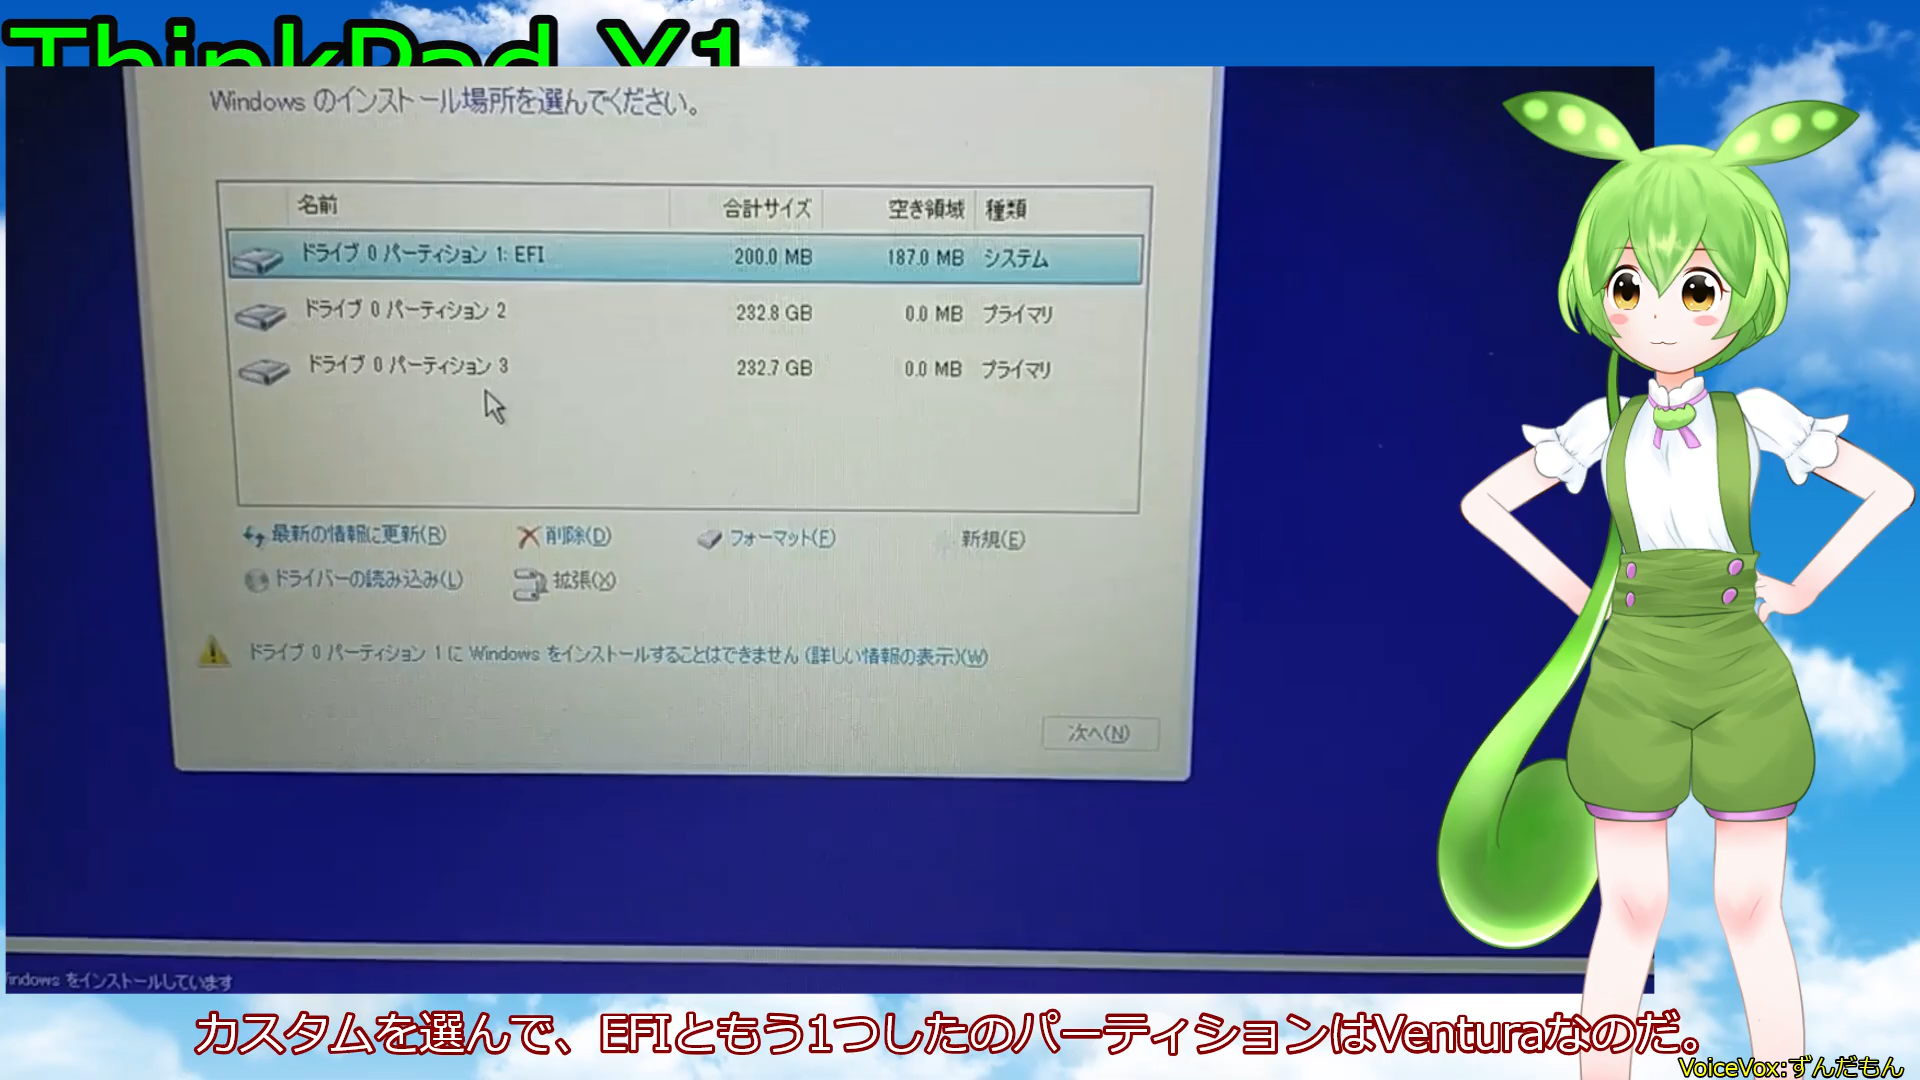 ThinkPad X1
Windows のインストール場所を選んでください。
名前 合計サイズ 空き領域 種類
ドライブ 0 パーティション 1: EFI 200.0 MB 187.0 MB システム
ドライブ 0 パーティション 2 232.8 GB 0.0 MB プライマリ
ドライブ 0 パーティション 3 232.7 GB 0.0 MB プライマリ
最新の情報に更新(R) 削除(D) フォーマット(F) 新規(E)
ドライバーの読み込み(L) 拡張(X)
ドライブ 0 パーティション 1 に Windows をインストールすることはできません (詳しい情報の表示)(W)
次へ(N)
indows をインストールしています
カスタムを選んで、EFIともう1つしたのパーティションはVenturaなのだ。
VoiceVox:ずんだもん